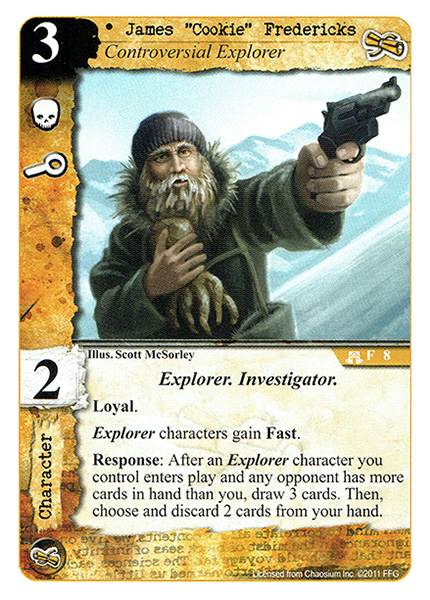 3
• James "Cookie" Fredericks
Controversial Explorer
Illus. Scott McSorley
F 8
2
Explorer. Investigator.
Loyal.
Explorer characters gain Fast.
Response: After an Explorer character you
control enters play and any opponent has more
cards in hand than you, draw 3 cards. Then,
choose and discard 2 cards from your hand.
Character
Licensed from Chaosium Inc. ©2011 FFG